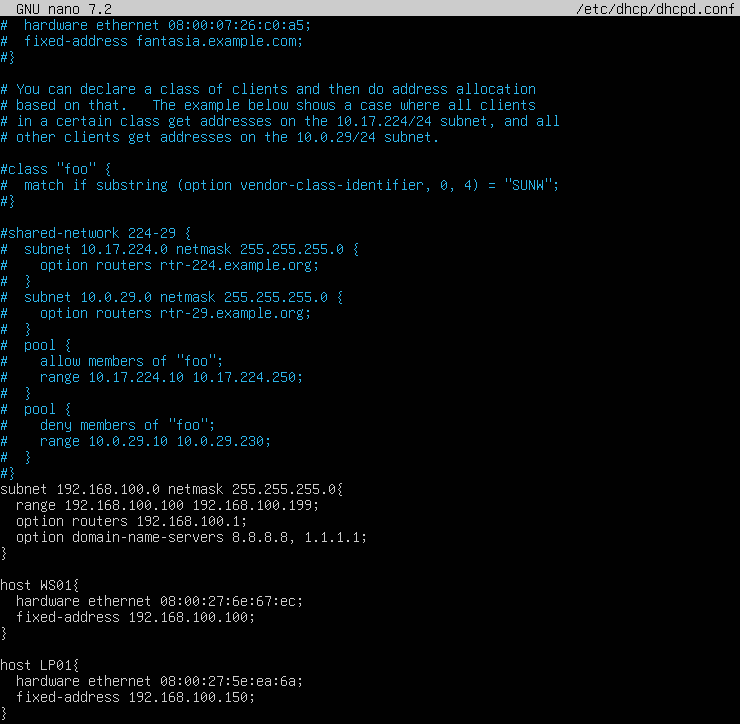 GNU nano 7.2 /etc/dhcp/dhcpd.conf
#  hardware ethernet 08:00:07:26:c0:a5;
#  fixed-address fantasia.example.com;
#}

# You can declare a class of clients and then do address allocation
# based on that.   The example below shows a case where all clients
# in a certain class get addresses on the 10.17.224/24 subnet, and all
# other clients get addresses on the 10.0.29/24 subnet.

#class "foo" {
#  match if substring (option vendor-class-identifier, 0, 4) = "SUNW";
#}

#shared-network 224-29 {
#  subnet 10.17.224.0 netmask 255.255.255.0 {
#    option routers rtr-224.example.org;
#  }
#  subnet 10.0.29.0 netmask 255.255.255.0 {
#    option routers rtr-29.example.org;
#  }
#  pool {
#    allow members of "foo";
#    range 10.17.224.10 10.17.224.250;
#  }
#  pool {
#    deny members of "foo";
#    range 10.0.29.10 10.0.29.230;
#  }
#}
subnet 192.168.100.0 netmask 255.255.255.0{
  range 192.168.100.100 192.168.100.199;
  option routers 192.168.100.1;
  option domain-name-servers 8.8.8.8, 1.1.1.1;
}

host WS01{
  hardware ethernet 08:00:27:6e:67:ec;
  fixed-address 192.168.100.100;
}

host LP01{
  hardware ethernet 08:00:27:5e:ea:6a;
  fixed-address 192.168.100.150;
}